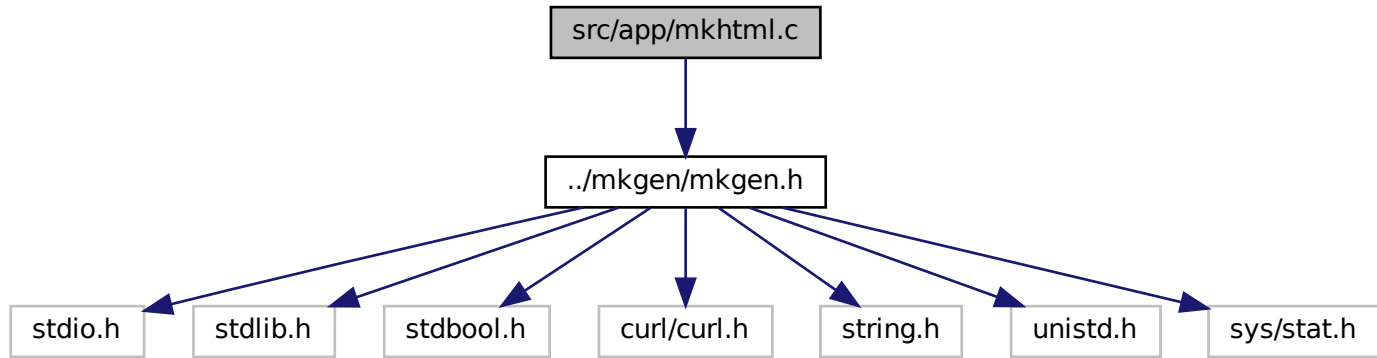 src/app/mkhtml.c
../mkgen/mkgen.h
stdio.h
stdlib.h
stdbool.h
curl/curl.h
string.h
unistd.h
sys/stat.h